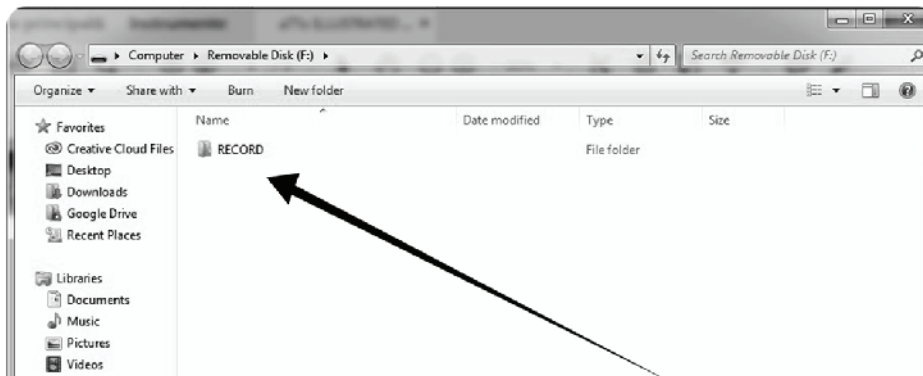 Computer ▸ Removable Disk (F:) ▸ Search Removable Disk (F:)
Organize ▾ Share with ▾ Burn New folder
Name Date modified Type Size
RECORD File folder
Favorites
Creative Cloud Files
Desktop
Downloads
Google Drive
Recent Places
Libraries
Documents
Music
Pictures
Videos